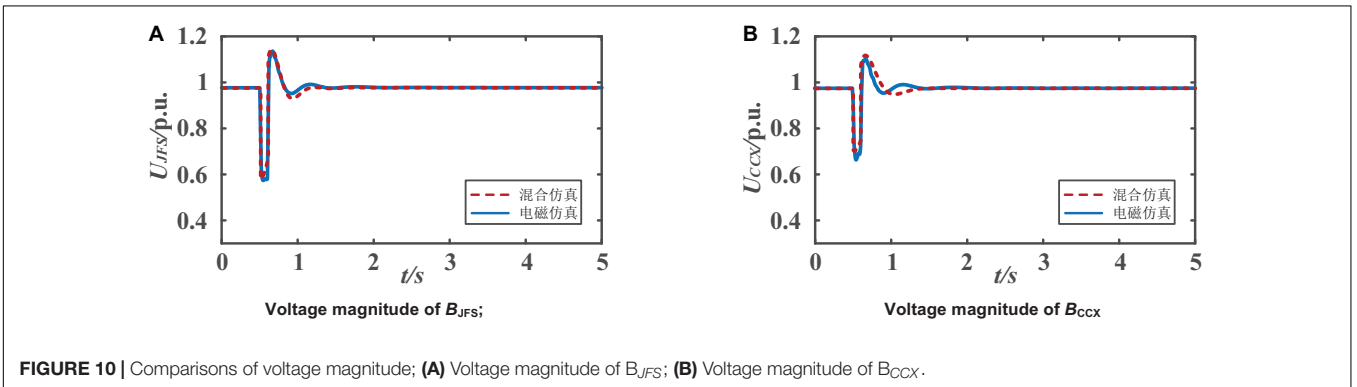 A
1.2
1
0.8
0.6
0.4
U_JFS/p.u.
混合仿真
电磁仿真
0 1 2 3 4 5
t/s
Voltage magnitude of B_JFS;
B
1.2
1
0.8
0.6
0.4
U_CCX/p.u.
混合仿真
电磁仿真
0 1 2 3 4 5
t/s
Voltage magnitude of B_CCX
FIGURE 10 | Comparisons of voltage magnitude; (A) Voltage magnitude of B_JFS; (B) Voltage magnitude of B_CCX.